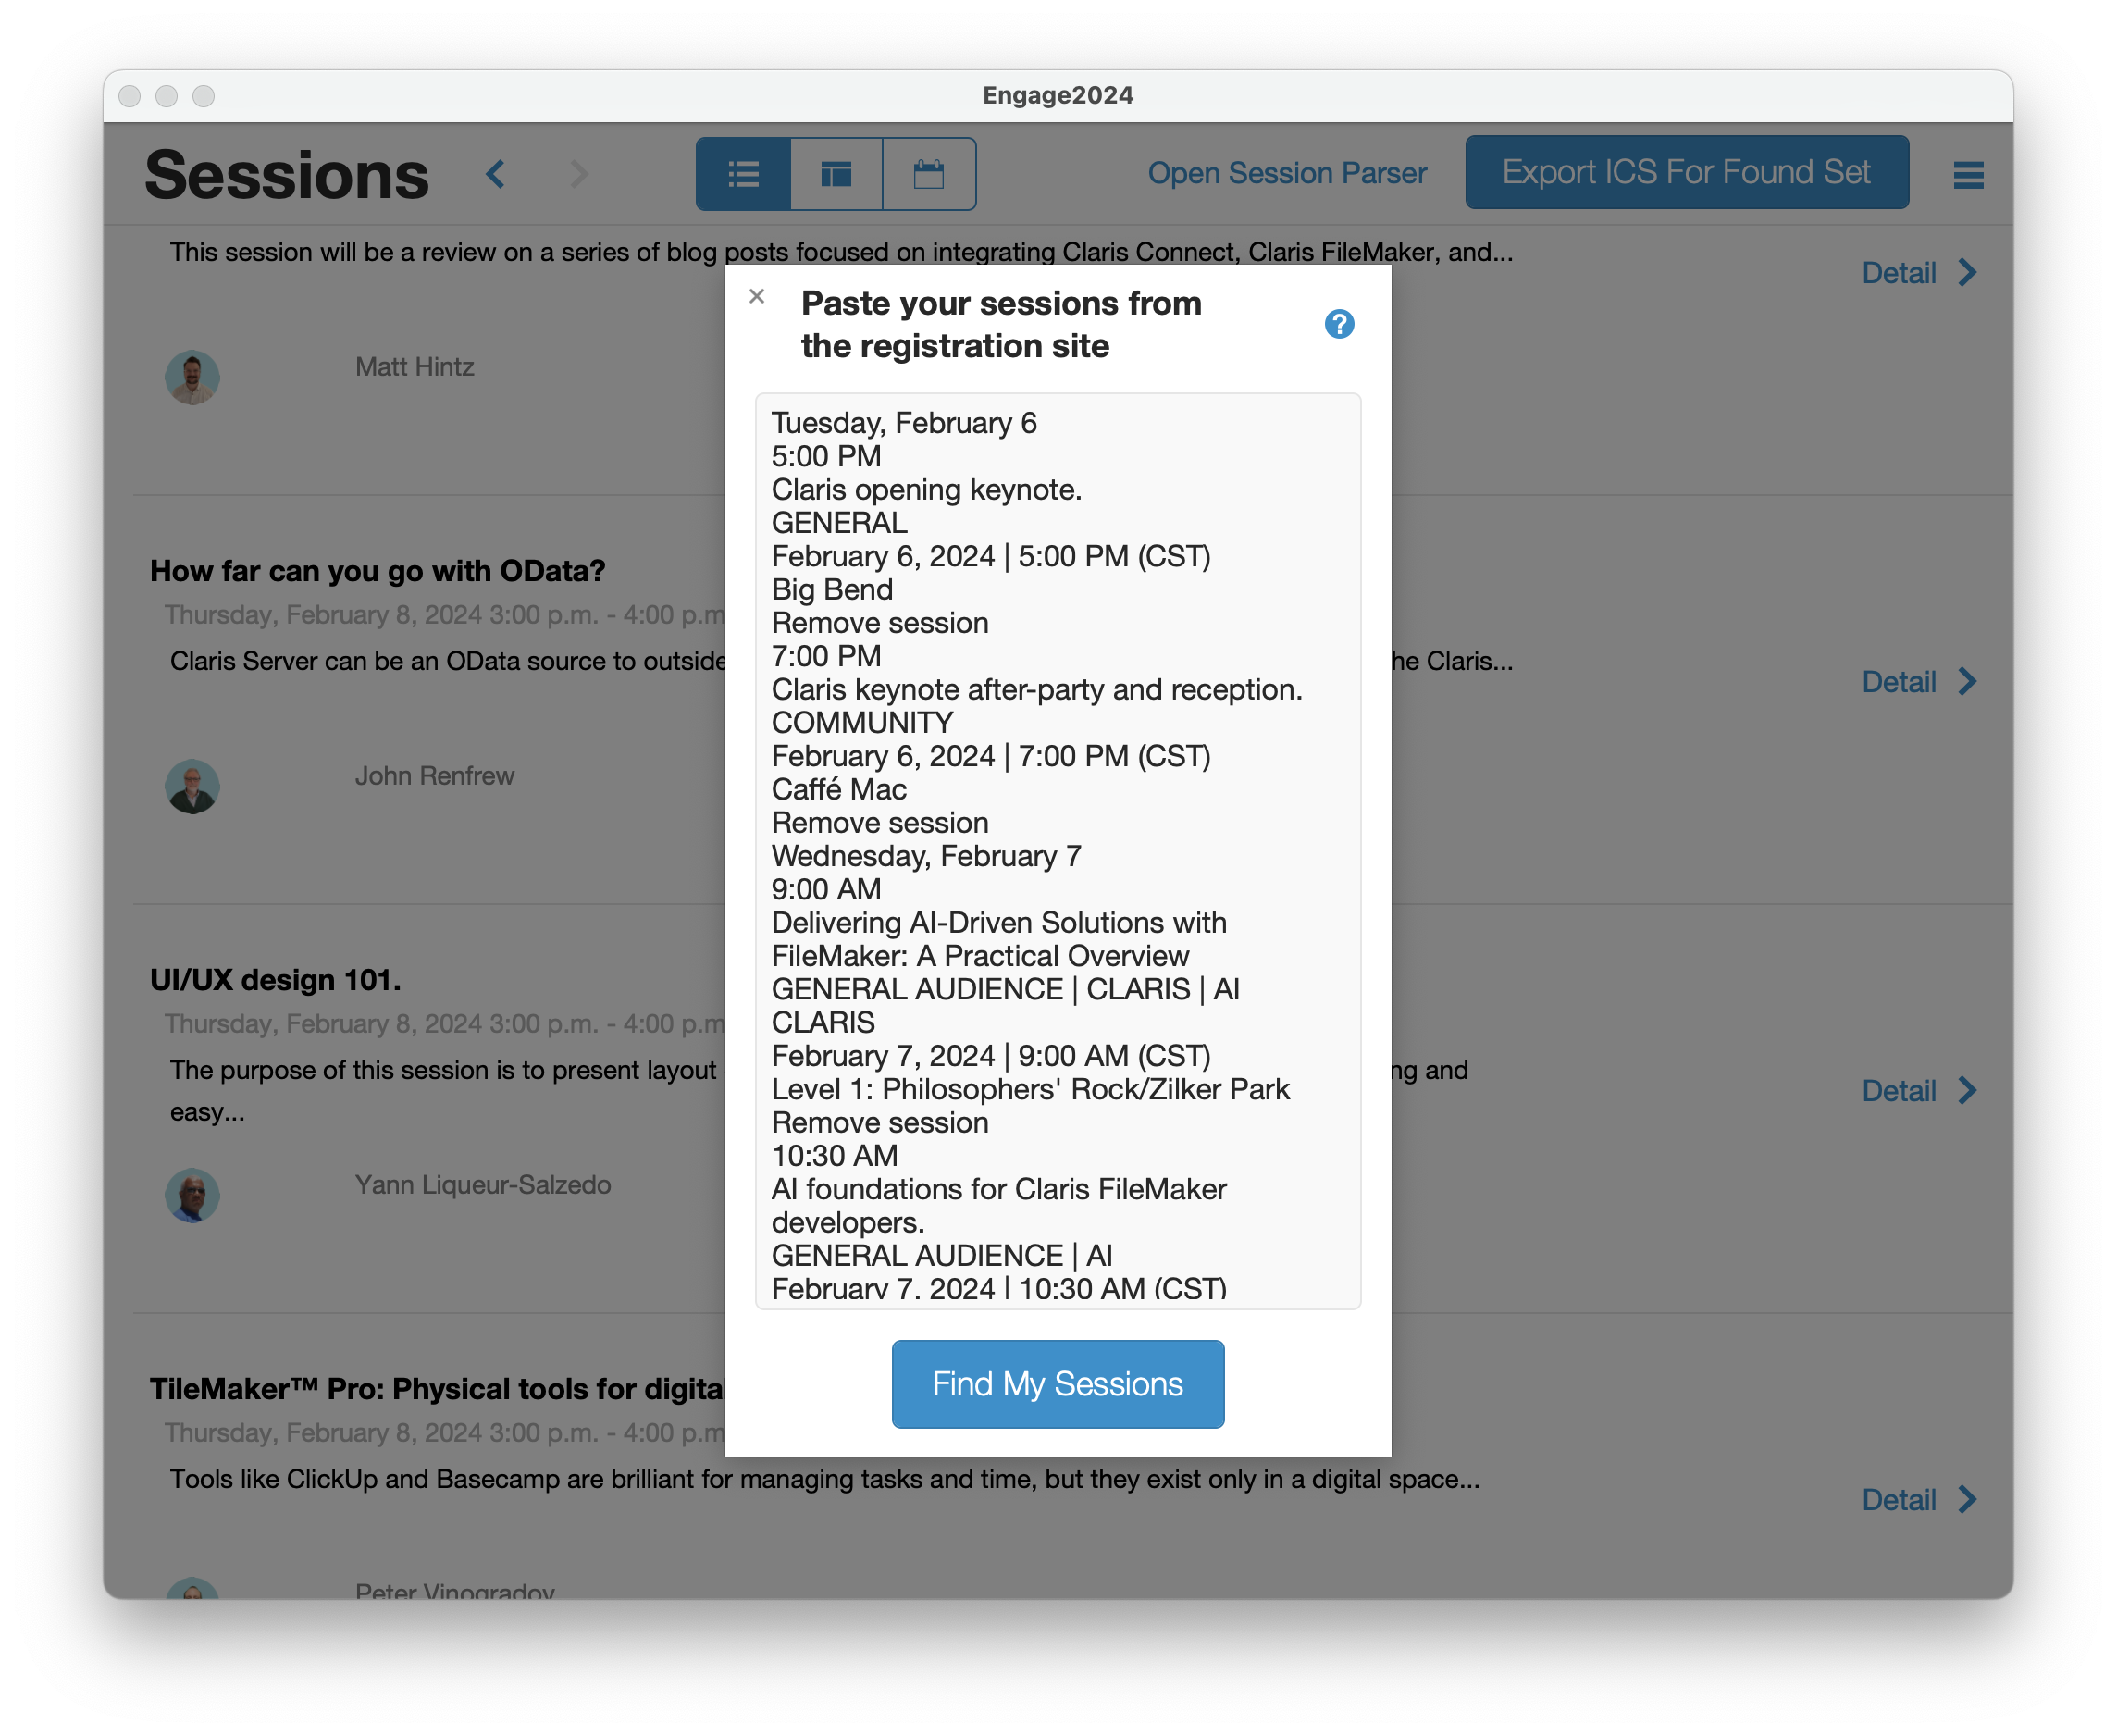 Engage2024
Sessions
Open Session Parser
Export ICS For Found Set
This session will be a review on a series of blog posts focused on integrating Claris Connect, Claris FileMaker, and...
Detail
Matt Hintz
How far can you go with OData?
Thursday, February 8, 2024 3:00 p.m. - 4:00 p.m
Claris Server can be an OData source to outside
he Claris...
Detail
John Renfrew
UI/UX design 101.
Thursday, February 8, 2024 3:00 p.m. - 4:00 p.m
The purpose of this session is to present layout
ng and
easy...
Detail
Yann Liqueur-Salzedo
TileMaker™ Pro: Physical tools for digita
Thursday, February 8, 2024 3:00 p.m. - 4:00 p.m
Tools like ClickUp and Basecamp are brilliant for managing tasks and time, but they exist only in a digital space...
Detail
Peter Vinogradov
Paste your sessions from
the registration site
?
Tuesday, February 6
5:00 PM
Claris opening keynote.
GENERAL
February 6, 2024 | 5:00 PM (CST)
Big Bend
Remove session
7:00 PM
Claris keynote after-party and reception.
COMMUNITY
February 6, 2024 | 7:00 PM (CST)
Caffé Mac
Remove session
Wednesday, February 7
9:00 AM
Delivering AI-Driven Solutions with
FileMaker: A Practical Overview
GENERAL AUDIENCE | CLARIS | AI
CLARIS
February 7, 2024 | 9:00 AM (CST)
Level 1: Philosophers' Rock/Zilker Park
Remove session
10:30 AM
AI foundations for Claris FileMaker
developers.
GENERAL AUDIENCE | AI
February 7, 2024 | 10:30 AM (CST)
Find My Sessions